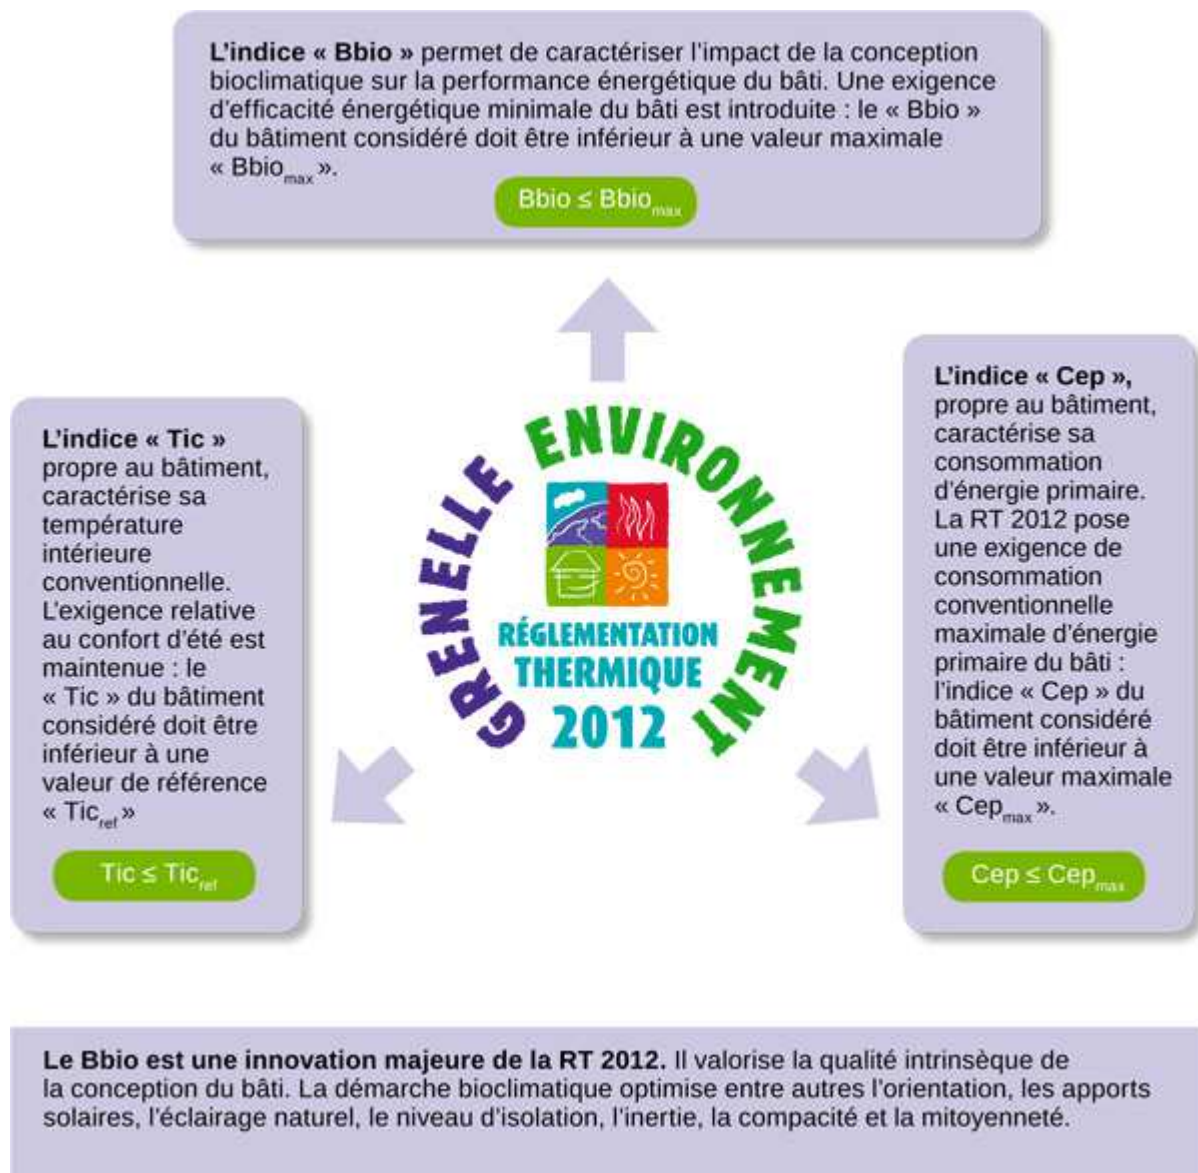 L'indice « Bbio » permet de caractériser l'impact de la conception
bioclimatique sur la performance énergétique du bâti. Une exigence
d'efficacité énergétique minimale du bâti est introduite : le « Bbio »
du bâtiment considéré doit être inférieur à une valeur maximale
« Bbiomax ».
Bbio ≤ Bbiomax
L'indice « Tic »
propre au bâtiment,
caractérise sa
température
intérieure
conventionnelle.
L'exigence relative
au confort d'été est
maintenue : le
« Tic » du bâtiment
considéré doit être
inférieur à une
valeur de référence
« Ticref »
Tic ≤ Ticref
GRENELLE ENVIRONNEMENT
RÉGLEMENTATION
THERMIQUE
2012
L'indice « Cep »,
propre au bâtiment,
caractérise sa
consommation
d'énergie primaire.
La RT 2012 pose
une exigence de
consommation
conventionnelle
maximale d'énergie
primaire du bâti :
l'indice « Cep » du
bâtiment considéré
doit être inférieur à
une valeur maximale
« Cepmax ».
Cep ≤ Cepmax
Le Bbio est une innovation majeure de la RT 2012. Il valorise la qualité intrinsèque de
la conception du bâti. La démarche bioclimatique optimise entre autres l'orientation, les apports
solaires, l'éclairage naturel, le niveau d'isolation, l'inertie, la compacité et la mitoyenneté.